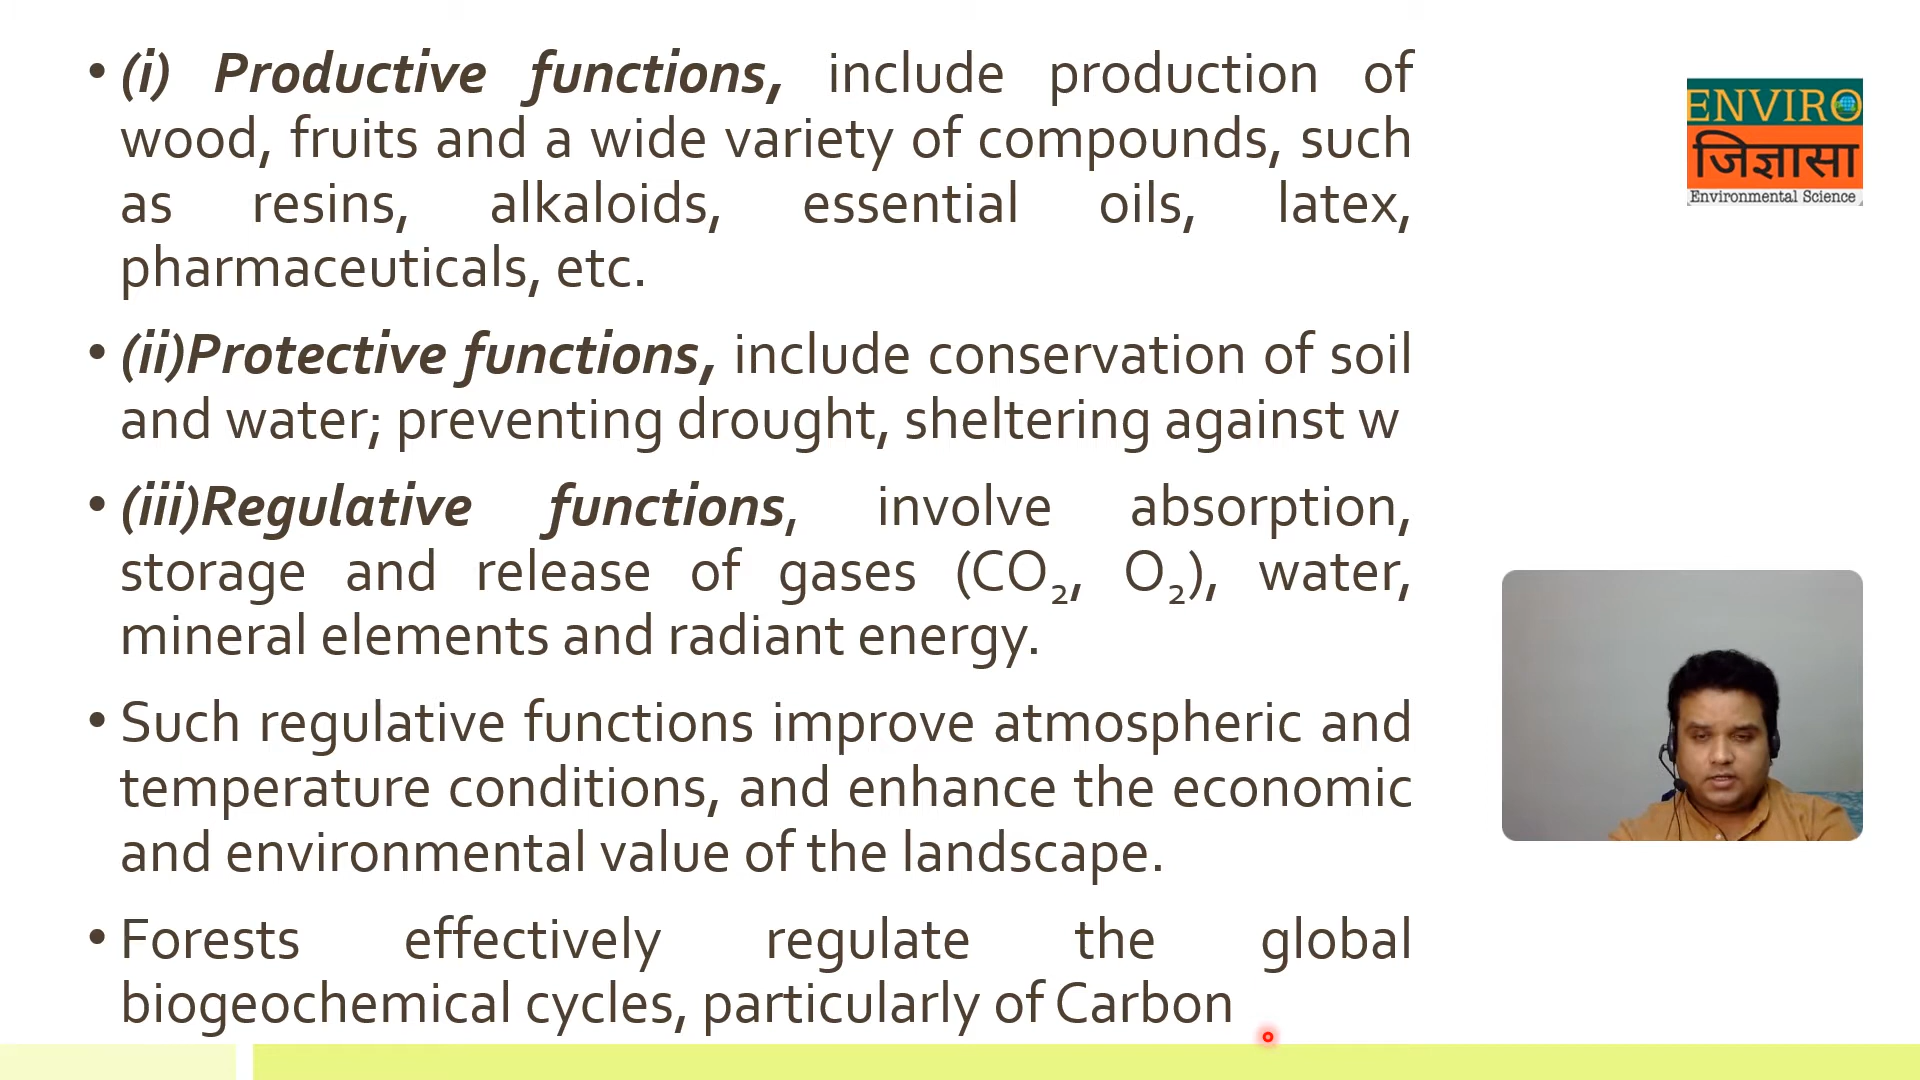 • (i) Productive functions, include production of
wood, fruits and a wide variety of compounds, such
as resins, alkaloids, essential oils, latex,
pharmaceuticals, etc.
• (ii)Protective functions, include conservation of soil
and water; preventing drought, sheltering against w
• (iii)Regulative functions, involve absorption,
storage and release of gases (CO₂, O₂), water,
mineral elements and radiant energy.
• Such regulative functions improve atmospheric and
temperature conditions, and enhance the economic
and environmental value of the landscape.
• Forests effectively regulate the global
biogeochemical cycles, particularly of Carbon
ENVIRO
जिज्ञासा
Environmental Science